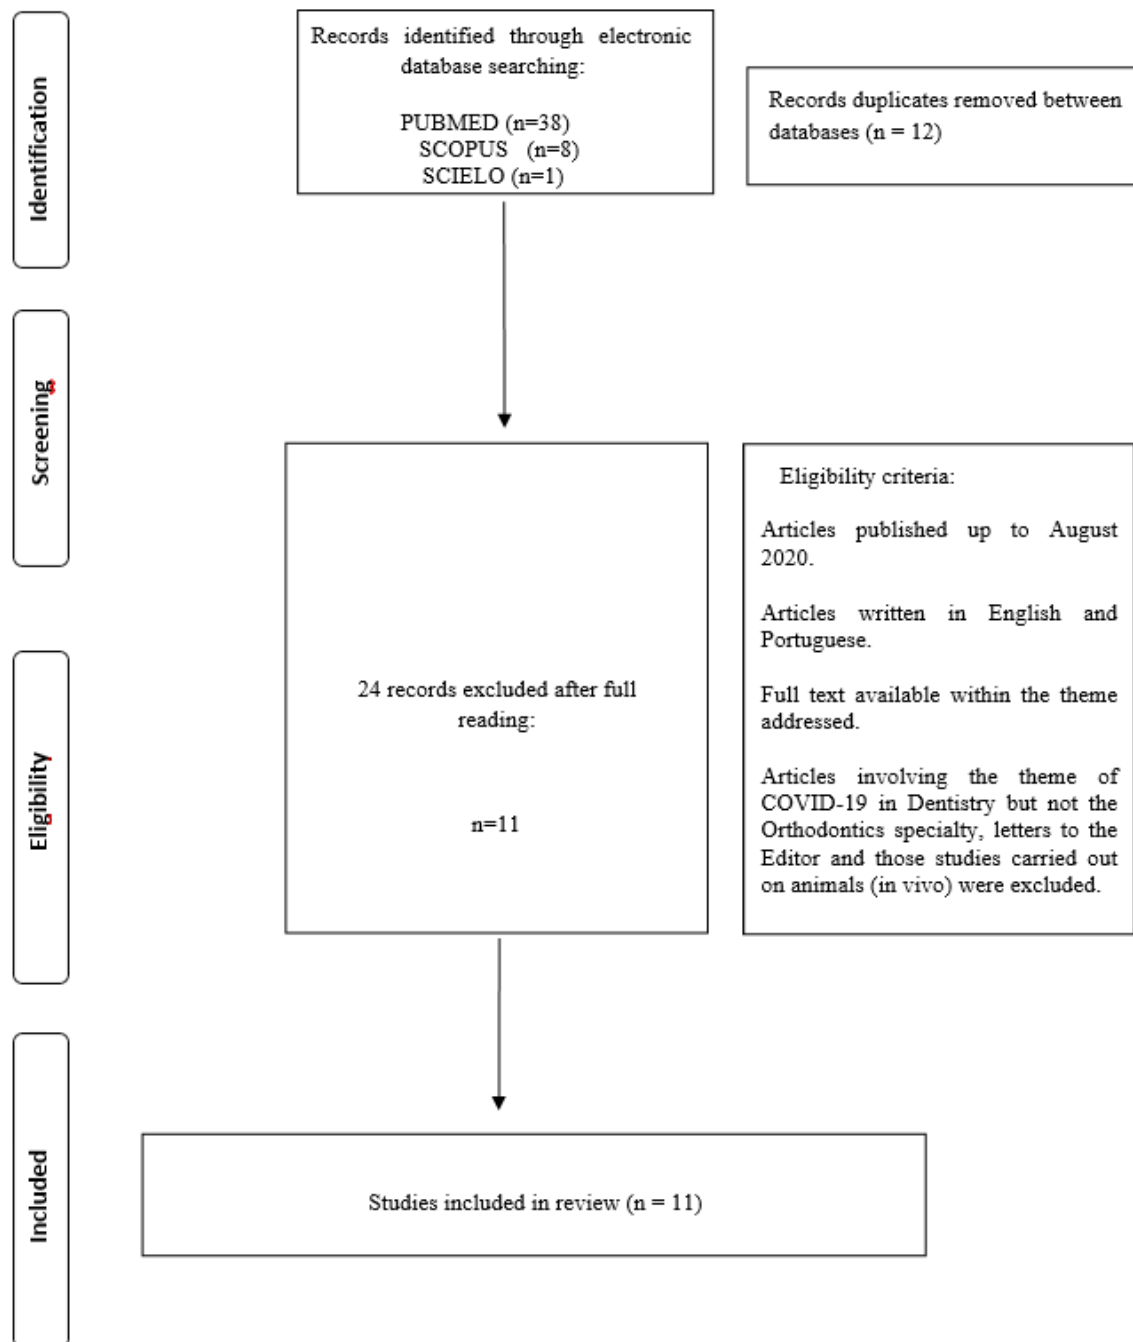 Identification
Records identified through electronic
database searching:
PUBMED (n=38)
SCOPUS (n=8)
SCIELO (n=1)
Records duplicates removed between
databases (n = 12)
Screening
Eligibility
24 records excluded after full
reading:
n=11
Eligibility criteria:
Articles published up to August
2020.
Articles written in English and
Portuguese.
Full text available within the theme
addressed.
Articles involving the theme of
COVID-19 in Dentistry but not the
Orthodontics specialty, letters to the
Editor and those studies carried out
on animals (in vivo) were excluded.
Included
Studies included in review (n = 11)